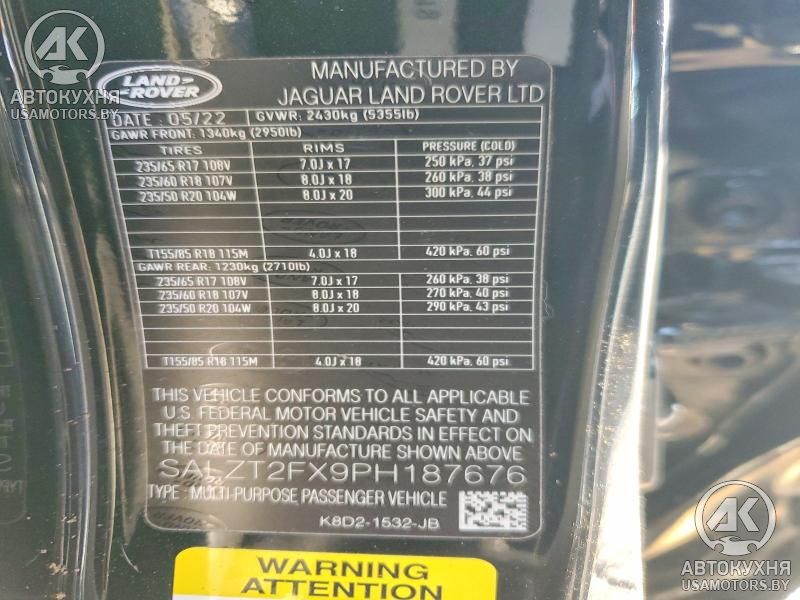 AK
АВТОКУХНЯ
USAMOTORS.BY
LAND-ROVER
MANUFACTURED BY
JAGUAR LAND ROVER LTD
DATE : 05/22 GVWR: 2430kg (5355lb)
GAWR FRONT: 1340kg (2950lb)
TIRES RIMS PRESSURE (COLD)
235/65 R17 108V 7.0J x 17 250 kPa, 37 psi
235/60 R18 107V 8.0J x 18 260 kPa, 38 psi
235/50 R20 104W 8.0J x 20 300 kPa, 44 psi
T155/85 R18 115M 4.0J x 18 420 kPa, 60 psi
GAWR REAR: 1230kg (2710lb)
235/65 R17 108V 7.0J x 17 260 kPa, 38 psi
235/60 R18 107V 8.0J x 18 270 kPa, 40 psi
235/50 R20 104W 8.0J x 20 290 kPa, 43 psi
T155/85 R18 115M 4.0J x 18 420 kPa, 60 psi
THIS VEHICLE CONFORMS TO ALL APPLICABLE
U.S. FEDERAL MOTOR VEHICLE SAFETY AND
THEFT PREVENTION STANDARDS IN EFFECT ON
THE DATE OF MANUFACTURE SHOWN ABOVE
SALZT2FX9PH187676
TYPE : MULTI-PURPOSE PASSENGER VEHICLE
K8D2-1532-JB
WARNING
ATTENTION
AK
АВТОКУХНЯ
USAMOTORS.BY